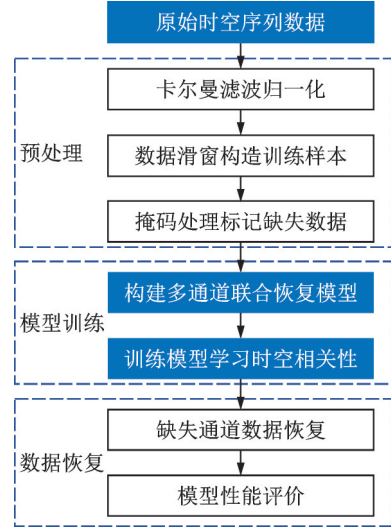 原始时空序列数据
卡尔曼滤波归一化
预处理
数据滑窗构造训练样本
掩码处理标记缺失数据
构建多通道联合恢复模型
模型训练
训练模型学习时空相关性
缺失通道数据恢复
数据恢复
模型性能评价